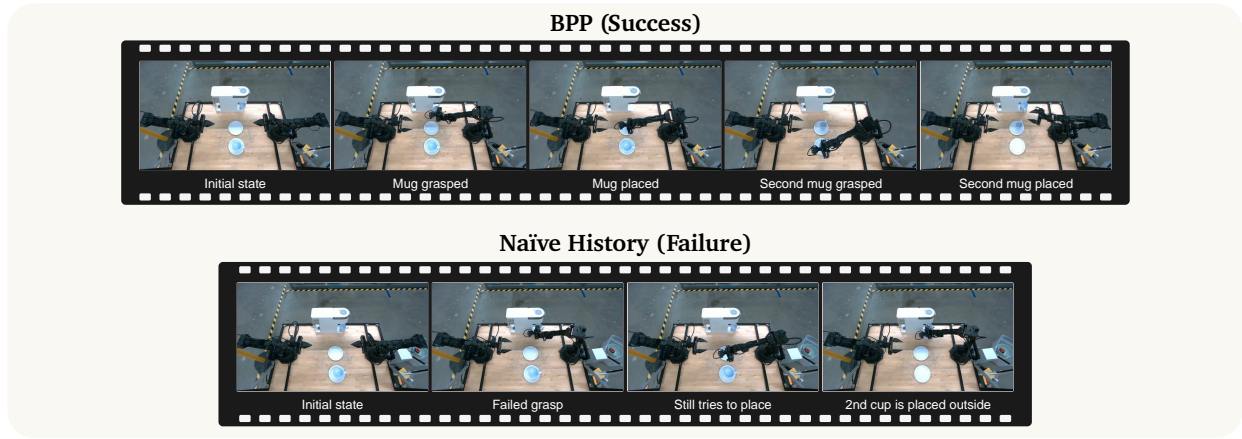 BPP (Success)
Initial state
Mug grasped
Mug placed
Second mug grasped
Second mug placed
Naïve History (Failure)
Initial state
Failed grasp
Still tries to place
2nd cup is placed outside